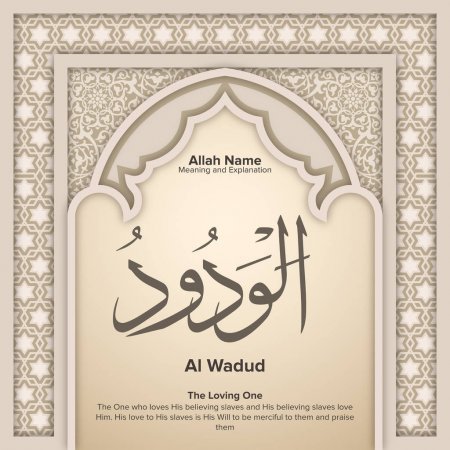 Allah Name
Meaning and Explanation
الْوَدُودُ
Al Wadud
The Loving One
The One who loves His believing slaves and His believing slaves love
Him. His love to His slaves is His Will to be merciful to them and praise
them